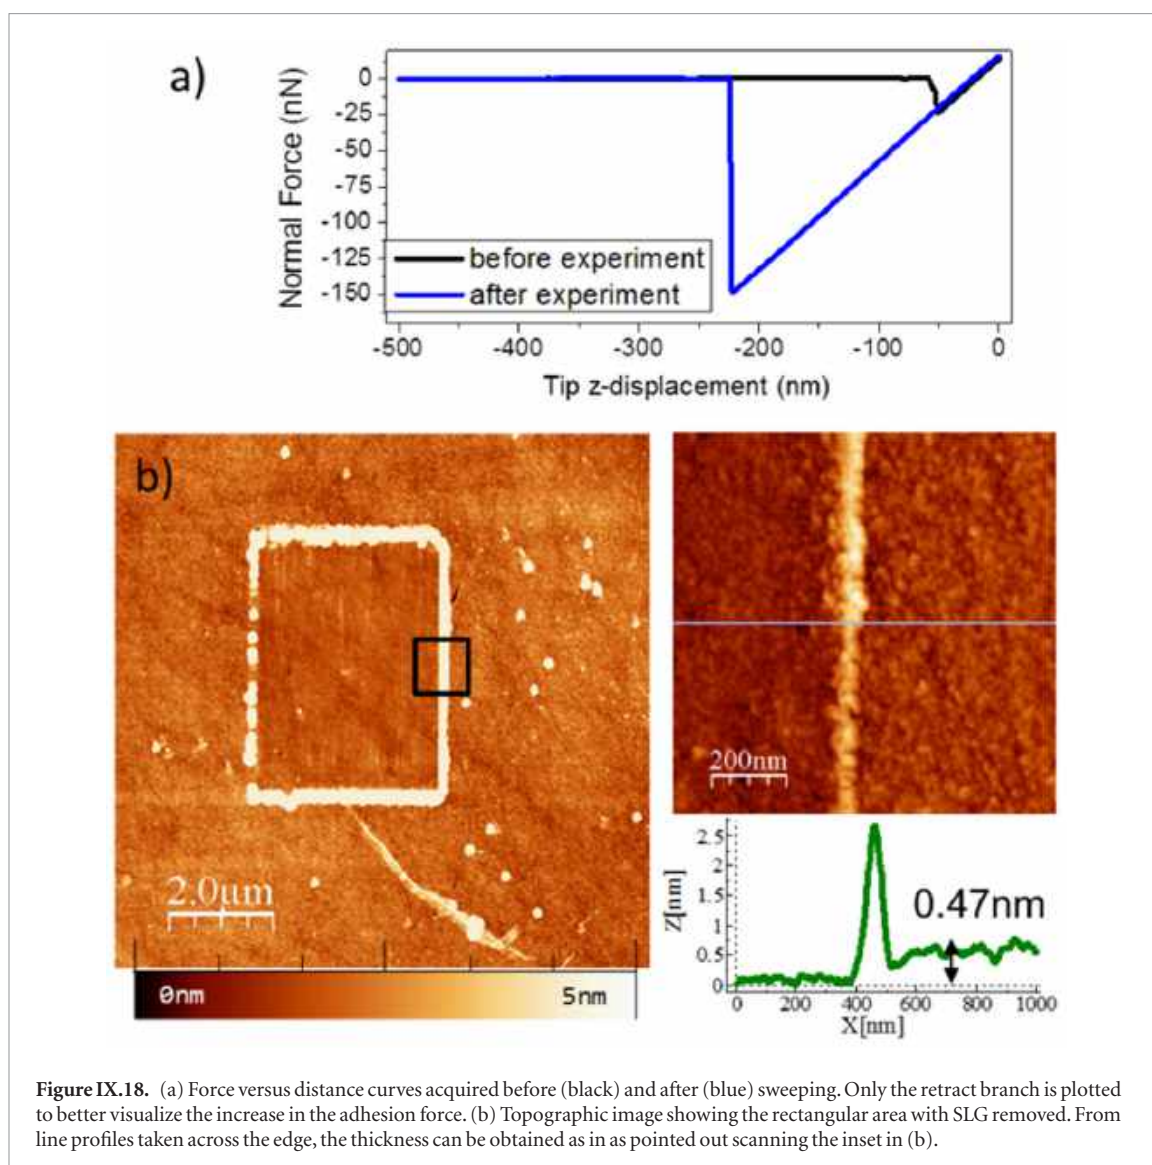 a)
Normal Force (nN)
0
-25
-50
-75
-100
-125
-150
before experiment
after experiment
-500 -400 -300 -200 -100 0
Tip z-displacement (nm)
b)
2.0μm
0nm 5nm
200nm
Z[nm]
2.5
2
1.5
1
0.5
0
0.47nm
0 200 400 600 800 1000
X[nm]
Figure IX.18. (a) Force versus distance curves acquired before (black) and after (blue) sweeping. Only the retract branch is plotted
to better visualize the increase in the adhesion force. (b) Topographic image showing the rectangular area with SLG removed. From
line profiles taken across the edge, the thickness can be obtained as in as pointed out scanning the inset in (b).